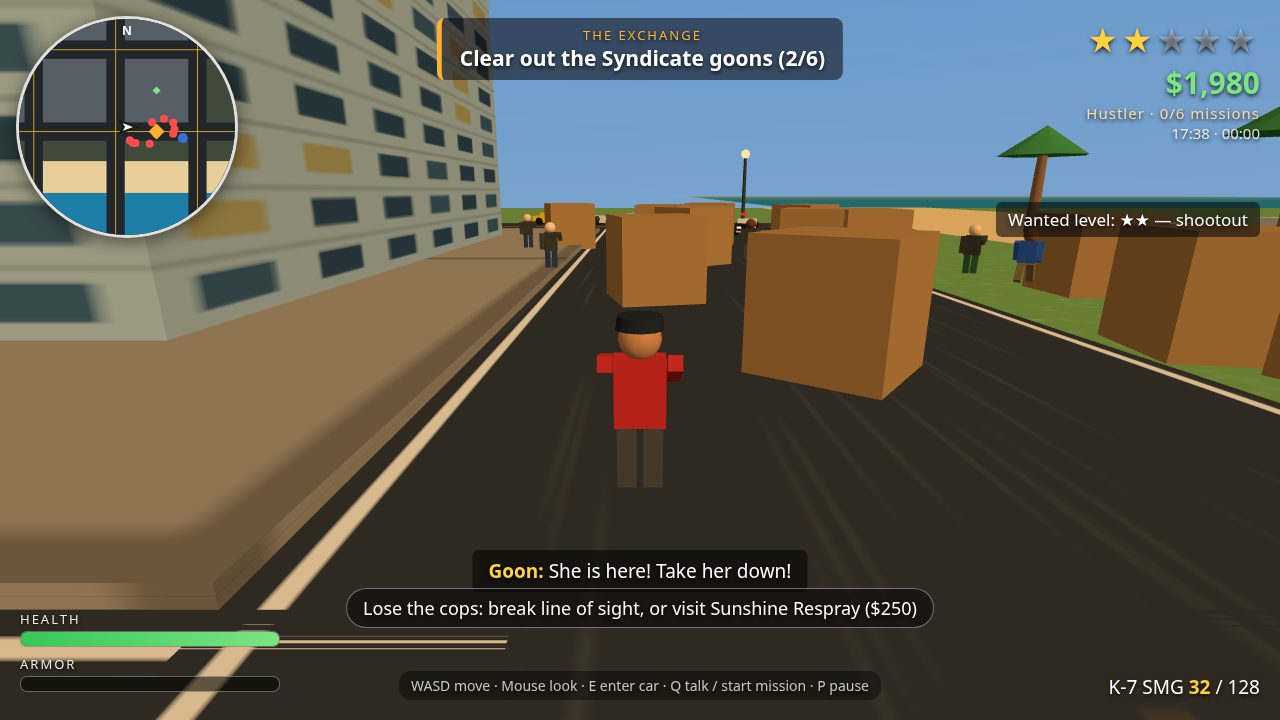 N
THE EXCHANGE
Clear out the Syndicate goons (2/6)
★★★★★
$1,980
Hustler · 0/6 missions
17:38 · 00:00
Wanted level: ★★ — shootout
Goon: She is here! Take her down!
Lose the cops: break line of sight, or visit Sunshine Respray ($250)
HEALTH
ARMOR
WASD move · Mouse look · E enter car · Q talk / start mission · P pause
K-7 SMG 32 / 128